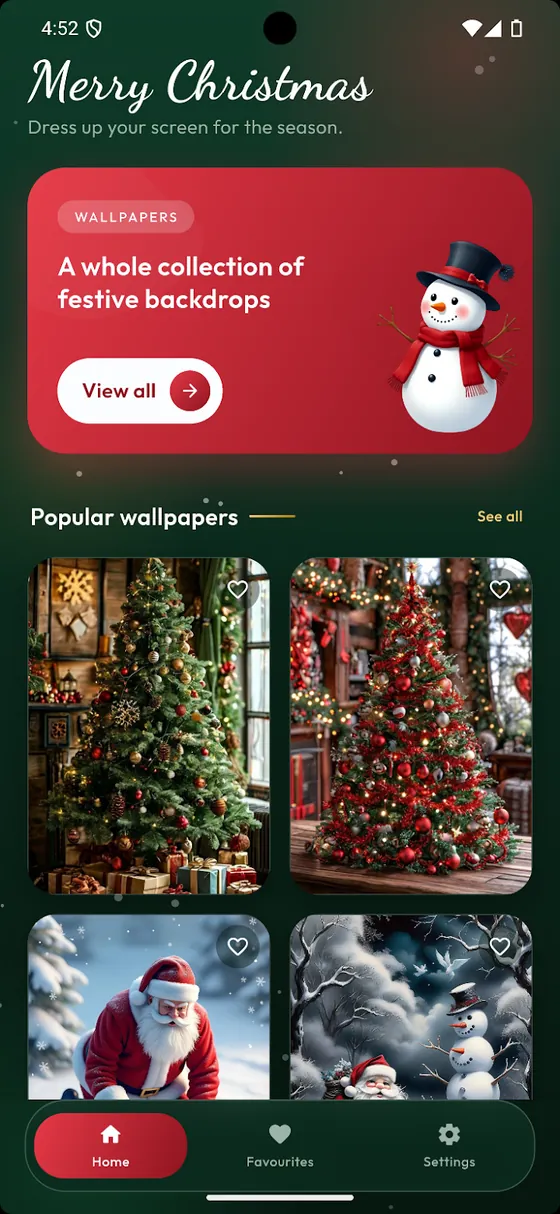 4:52
Merry Christmas
Dress up your screen for the season.
WALLPAPERS
A whole collection of
festive backdrops
View all
Popular wallpapers
See all
Home
Favourites
Settings